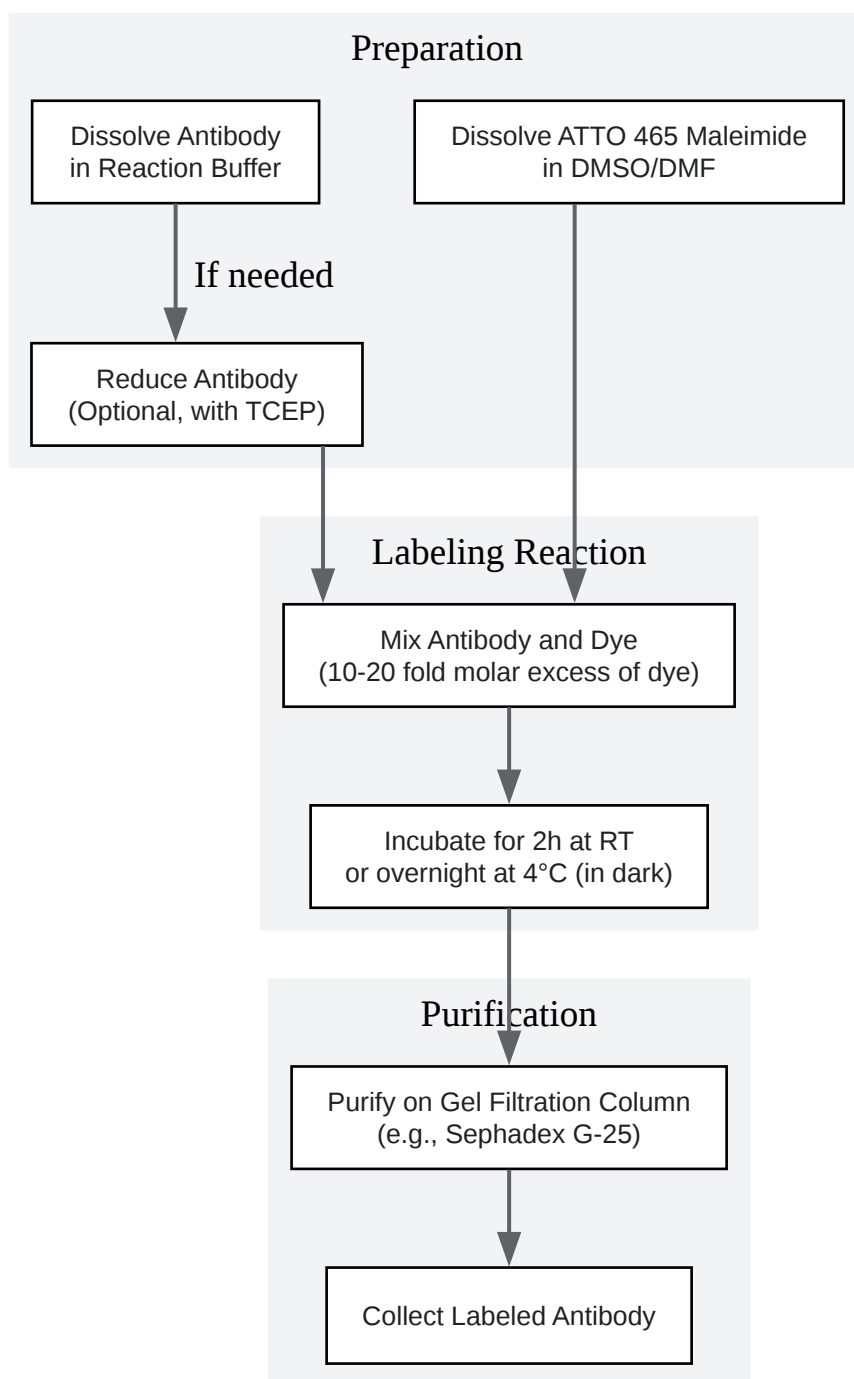 Preparation
Dissolve Antibody
in Reaction Buffer
Dissolve ATTO 465 Maleimide
in DMSO/DMF
If needed
Reduce Antibody
(Optional, with TCEP)
Labeling Reaction
Mix Antibody and Dye
(10-20 fold molar excess of dye)
Incubate for 2h at RT
or overnight at 4°C (in dark)
Purification
Purify on Gel Filtration Column
(e.g., Sephadex G-25)
Collect Labeled Antibody